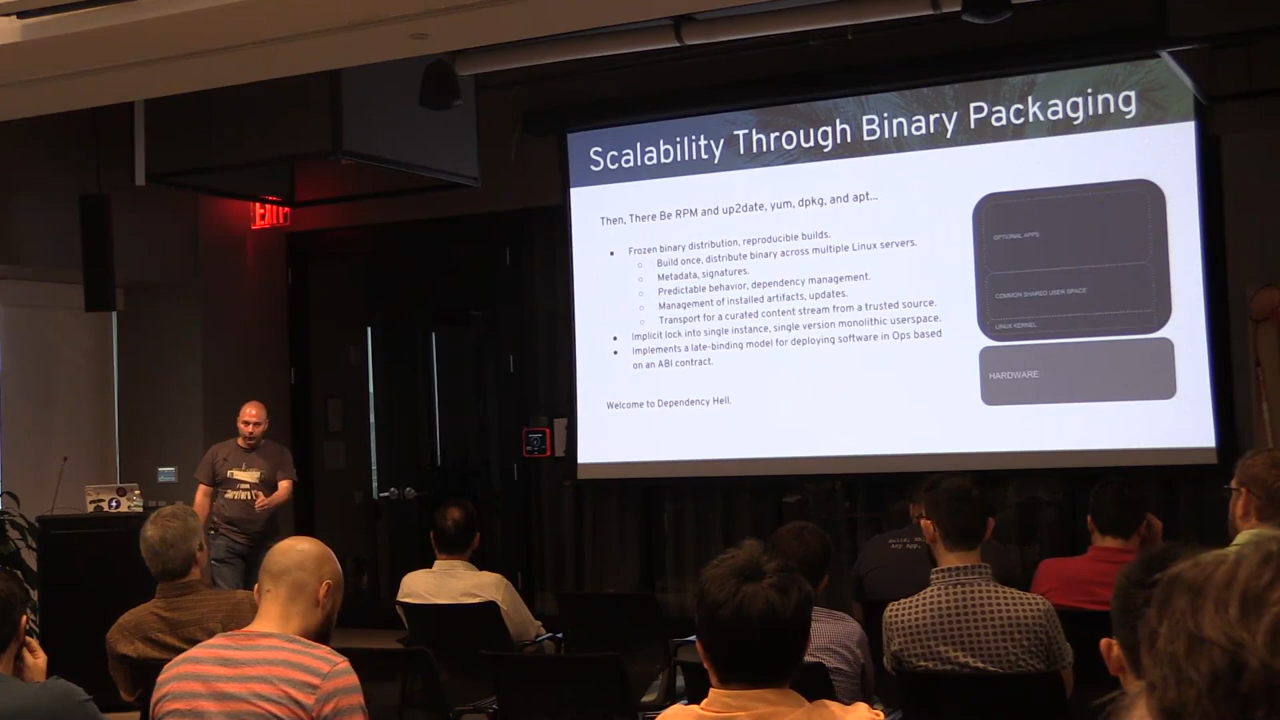 Scalability Through Binary Packaging
Then, There Be RPM and up2date, yum, dpkg, and apt...
Frozen binary distribution, reproducible builds.
Build once, distribute binary across multiple Linux servers.
Metadata, signatures.
Predictable behavior, dependency management.
Management of installed artifacts, updates.
Transport for a curated content stream from a trusted source.
Implicit lock into single instance, single version monolithic userspace.
Implements a late-binding model for deploying software in Ops based
on an ABI contract.
Welcome to Dependency Hell.
OPTIONAL APPS
COMMON SHARED USER SPACE
LINUX KERNEL
HARDWARE
EXIT